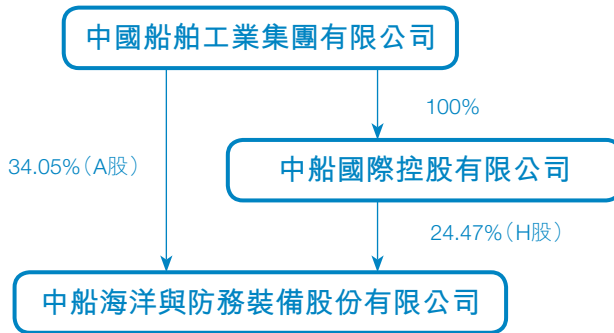 中國船舶工業集團有限公司
100%
34.05%（A股）
中船國際控股有限公司
24.47%（H股）
中船海洋與防務裝備股份有限公司